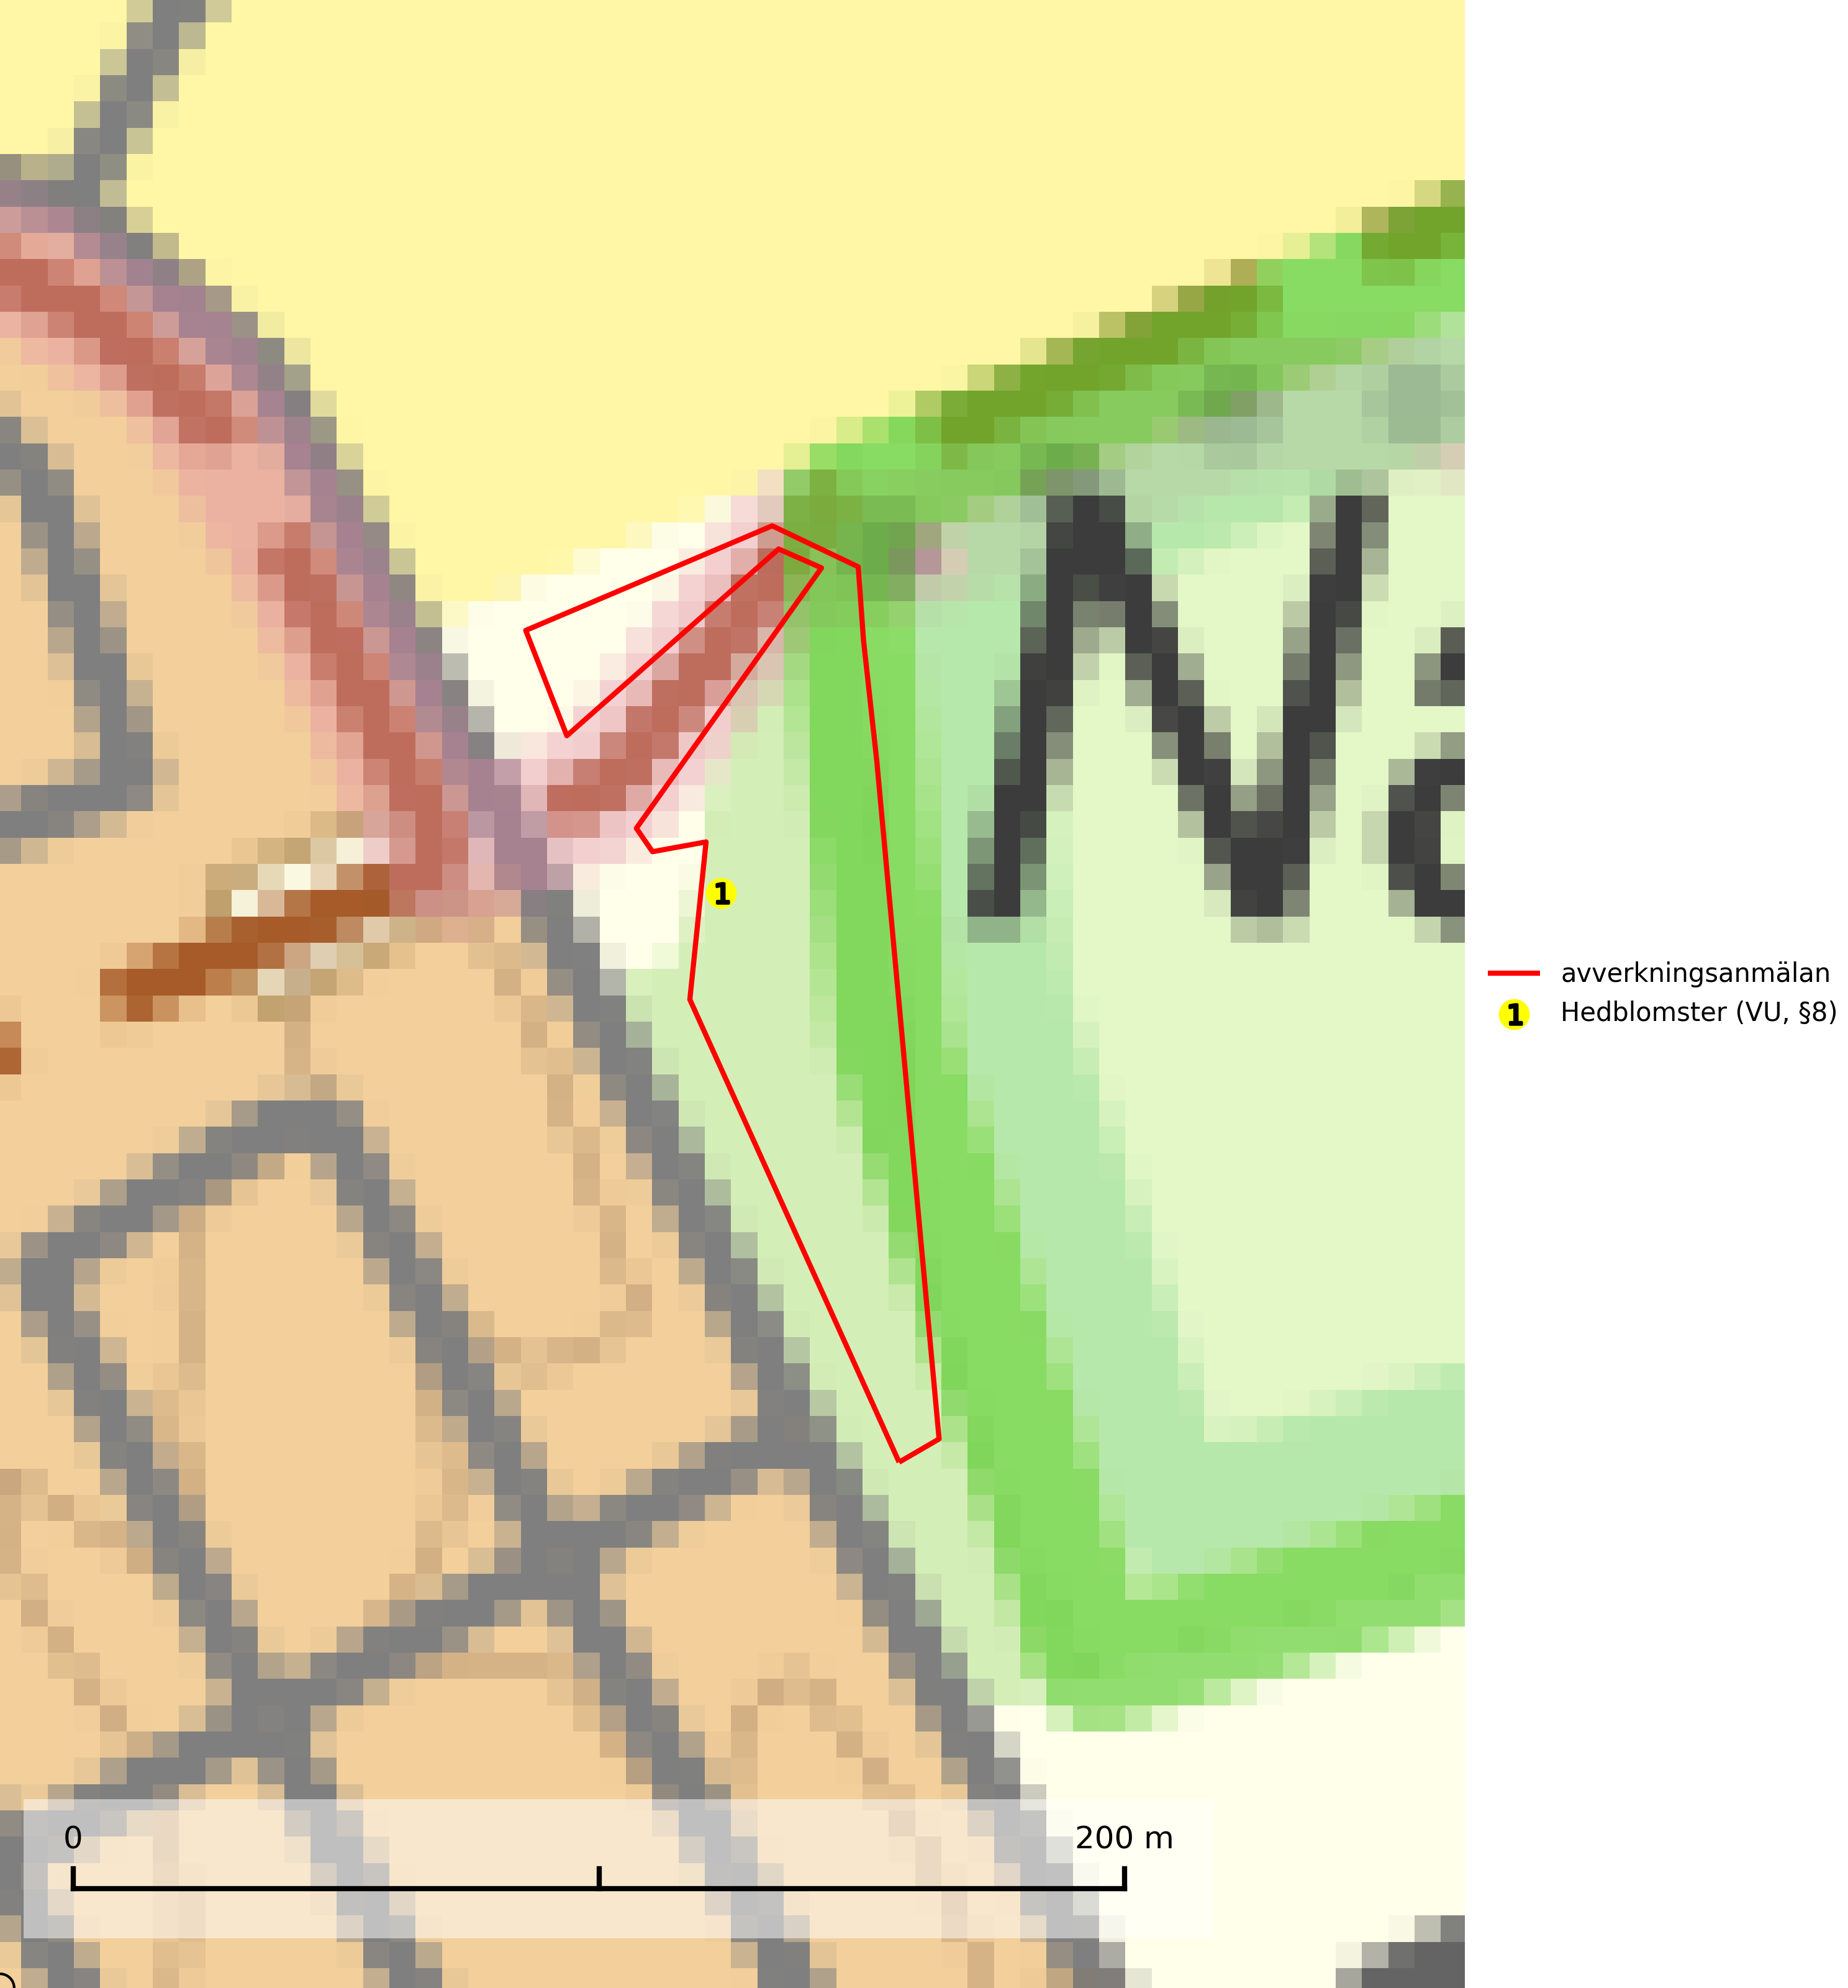 1
avverkningsanmälan
1 Hedblomster (VU, §8)
0 200 m